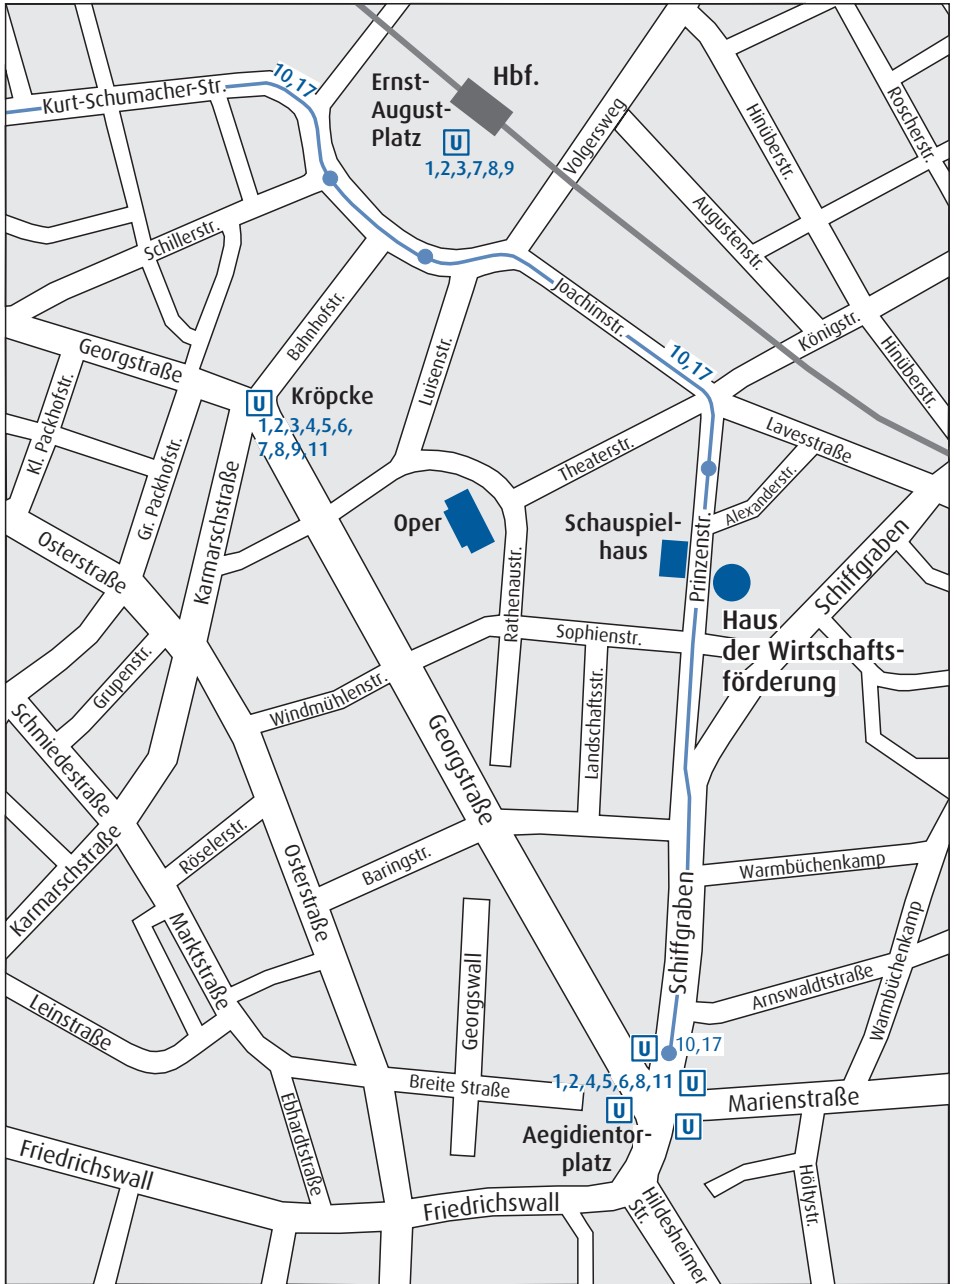 10,17
Kurt-Schumacher-Str.
Ernst-
August-
Platz
Hbf.
U
1,2,3,7,8,9
Volgersweg
Hinüberstr.
Roscherstr.
Augustenstr.
Schillerstr.
Joachimstr.
Bahnhofstr.
Luisenstr.
10,17
Königstr.
Hinüberstr.
Georgstraße
Kl. Packhofstr.
U
Kröpcke
1,2,3,4,5,6,
7,8,9,11
Gr. Packhofstr.
Karmarschstraße
Theaterstr.
Lavesstraße
Alexanderstr.
Oper
Schauspiel-
haus
Prinzenstr.
Osterstraße
Rathenaustr.
Schiffgraben
Haus
der Wirtschafts-
förderung
Sophienstr.
Grupenstr.
Windmühlenstr.
Landschaftsstr.
Schmiedestraße
Georgstraße
Karmarschstraße
Röselerstr.
Osterstraße
Baringstr.
Warmbüchenkamp
Schiffgraben
Marktstraße
Georgswall
Arnswaldtstraße
Warmbüchenkamp
Leinstraße
U
10,17
Breite Straße
1,2,4,5,6,8,11
U
U
Marienstraße
U
Aegidientor-
platz
Ebhardtstraße
Friedrichswall
Friedrichswall
Hildesheimer
Str.
Höltystr.